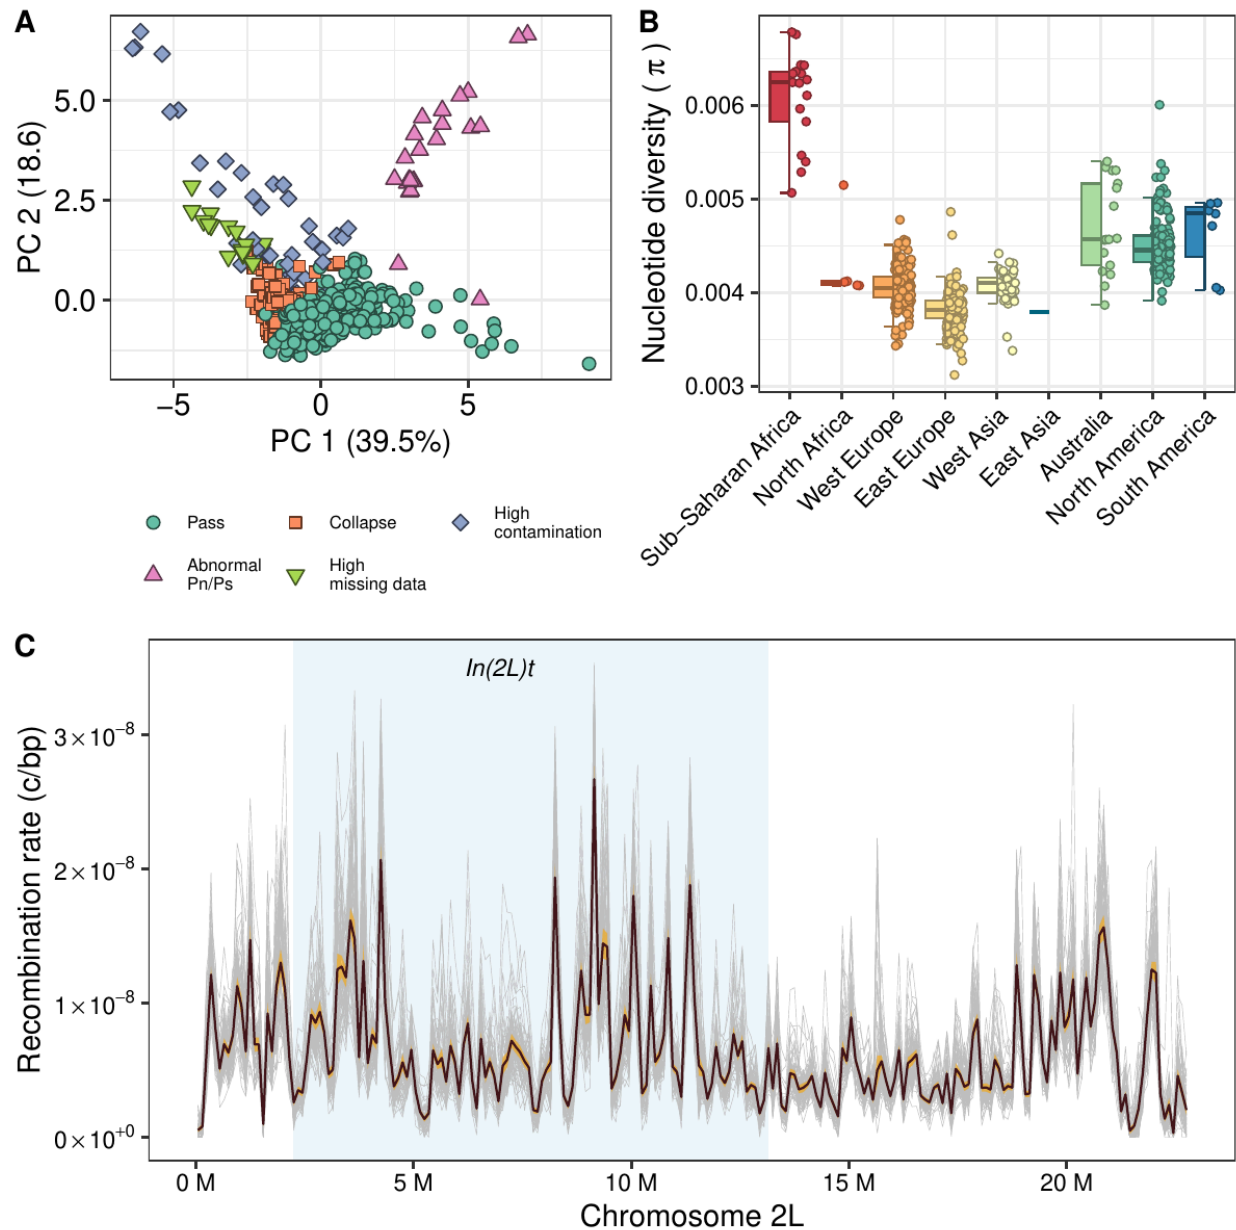 A
PC 2 (18.6)
5.0
2.5
0.0
−5
0
5
PC 1 (39.5%)
Pass
Collapse
High
contamination
Abnormal
Pn/Ps
High
missing data
B
Nucleotide diversity ( π )
0.006
0.005
0.004
0.003
Sub−Saharan Africa
North Africa
West Europe
East Europe
West Asia
East Asia
Australia
North America
South America
C
In(2L)t
Recombination rate (c/bp)
3×10⁻⁸
2×10⁻⁸
1×10⁻⁸
0×10⁺⁰
0 M
5 M
10 M
15 M
20 M
Chromosome 2L